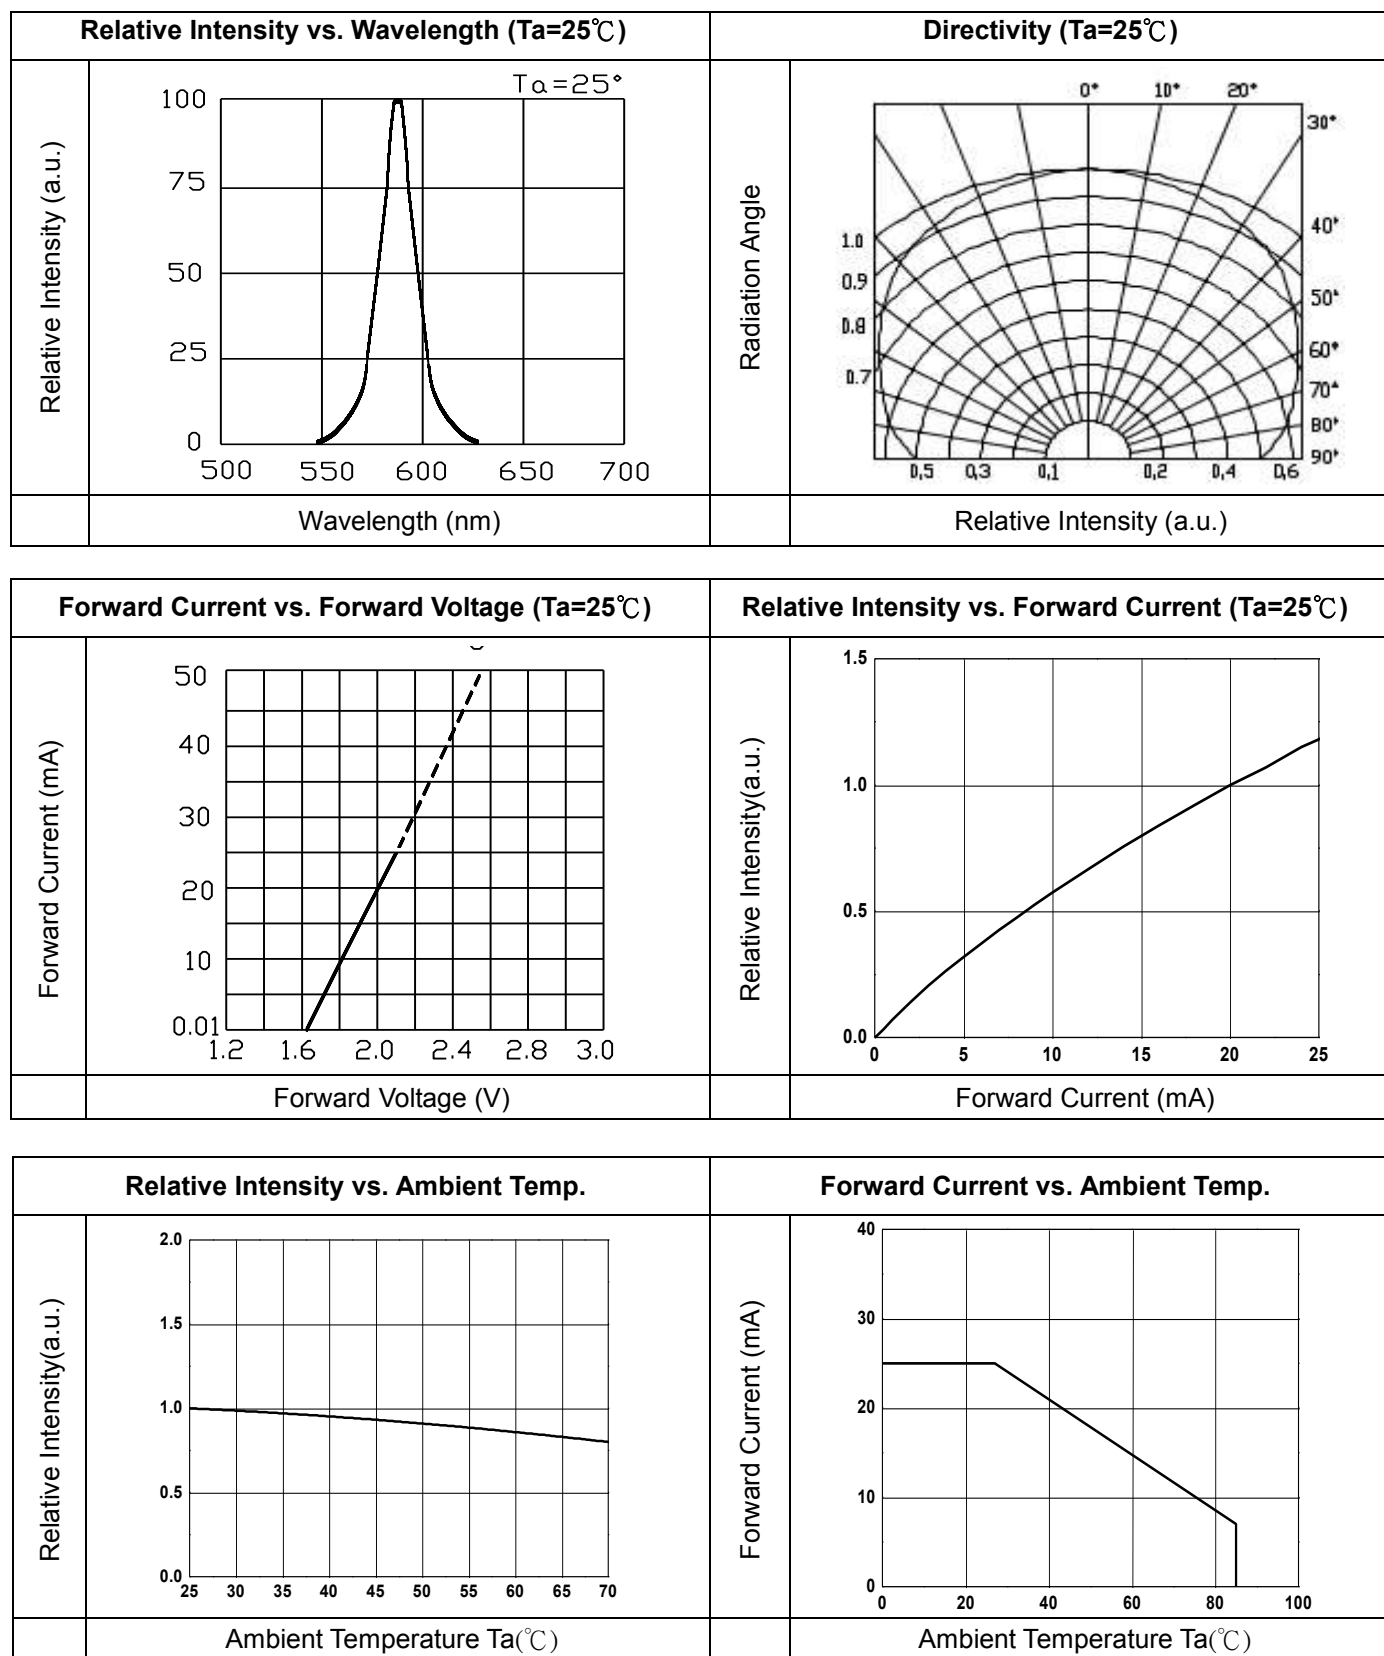 Relative Intensity vs. Wavelength (Ta=25℃)
Directivity (Ta=25℃)
Relative Intensity (a.u.)
Ta=25°
100
75
50
25
0
500 550 600 650 700
Wavelength (nm)
Radiation Angle
0° 10° 20°
30°
40°
50°
60°
70°
80°
90°
1.0
0.9
0.8
0.7
0.5 0.3 0.1 0.2 0.4 0.6
Relative Intensity (a.u.)
Forward Current vs. Forward Voltage (Ta=25℃)
Relative Intensity vs. Forward Current (Ta=25℃)
Forward Current (mA)
50
40
30
20
10
0.01
1.2 1.6 2.0 2.4 2.8 3.0
Forward Voltage (V)
Relative Intensity(a.u.)
1.5
1.0
0.5
0.0
0 5 10 15 20 25
Forward Current (mA)
Relative Intensity vs. Ambient Temp.
Forward Current vs. Ambient Temp.
Relative Intensity(a.u.)
2.0
1.5
1.0
0.5
0.0
25 30 35 40 45 50 55 60 65 70
Ambient Temperature Ta(℃)
Forward Current (mA)
40
30
20
10
0
0 20 40 60 80 100
Ambient Temperature Ta(℃)